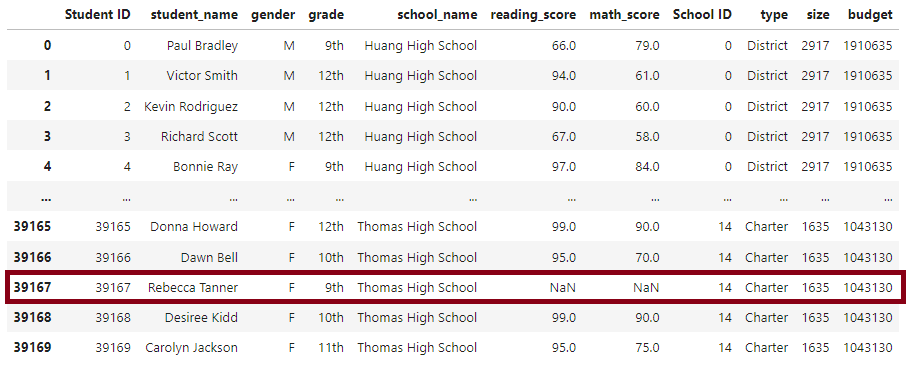 Student ID student_name gender grade school_name reading_score math_score School ID type size budget
0 0 Paul Bradley M 9th Huang High School 66.0 79.0 0 District 2917 1910635
1 1 Victor Smith M 12th Huang High School 94.0 61.0 0 District 2917 1910635
2 2 Kevin Rodriguez M 12th Huang High School 90.0 60.0 0 District 2917 1910635
3 3 Richard Scott M 12th Huang High School 67.0 58.0 0 District 2917 1910635
4 4 Bonnie Ray F 9th Huang High School 97.0 84.0 0 District 2917 1910635
... ... ... ... ... ... ... ... ... ... ... ...
39165 39165 Donna Howard F 12th Thomas High School 99.0 90.0 14 Charter 1635 1043130
39166 39166 Dawn Bell F 10th Thomas High School 95.0 70.0 14 Charter 1635 1043130
39167 39167 Rebecca Tanner F 9th Thomas High School NaN NaN 14 Charter 1635 1043130
39168 39168 Desiree Kidd F 10th Thomas High School 99.0 90.0 14 Charter 1635 1043130
39169 39169 Carolyn Jackson F 11th Thomas High School 95.0 75.0 14 Charter 1635 1043130